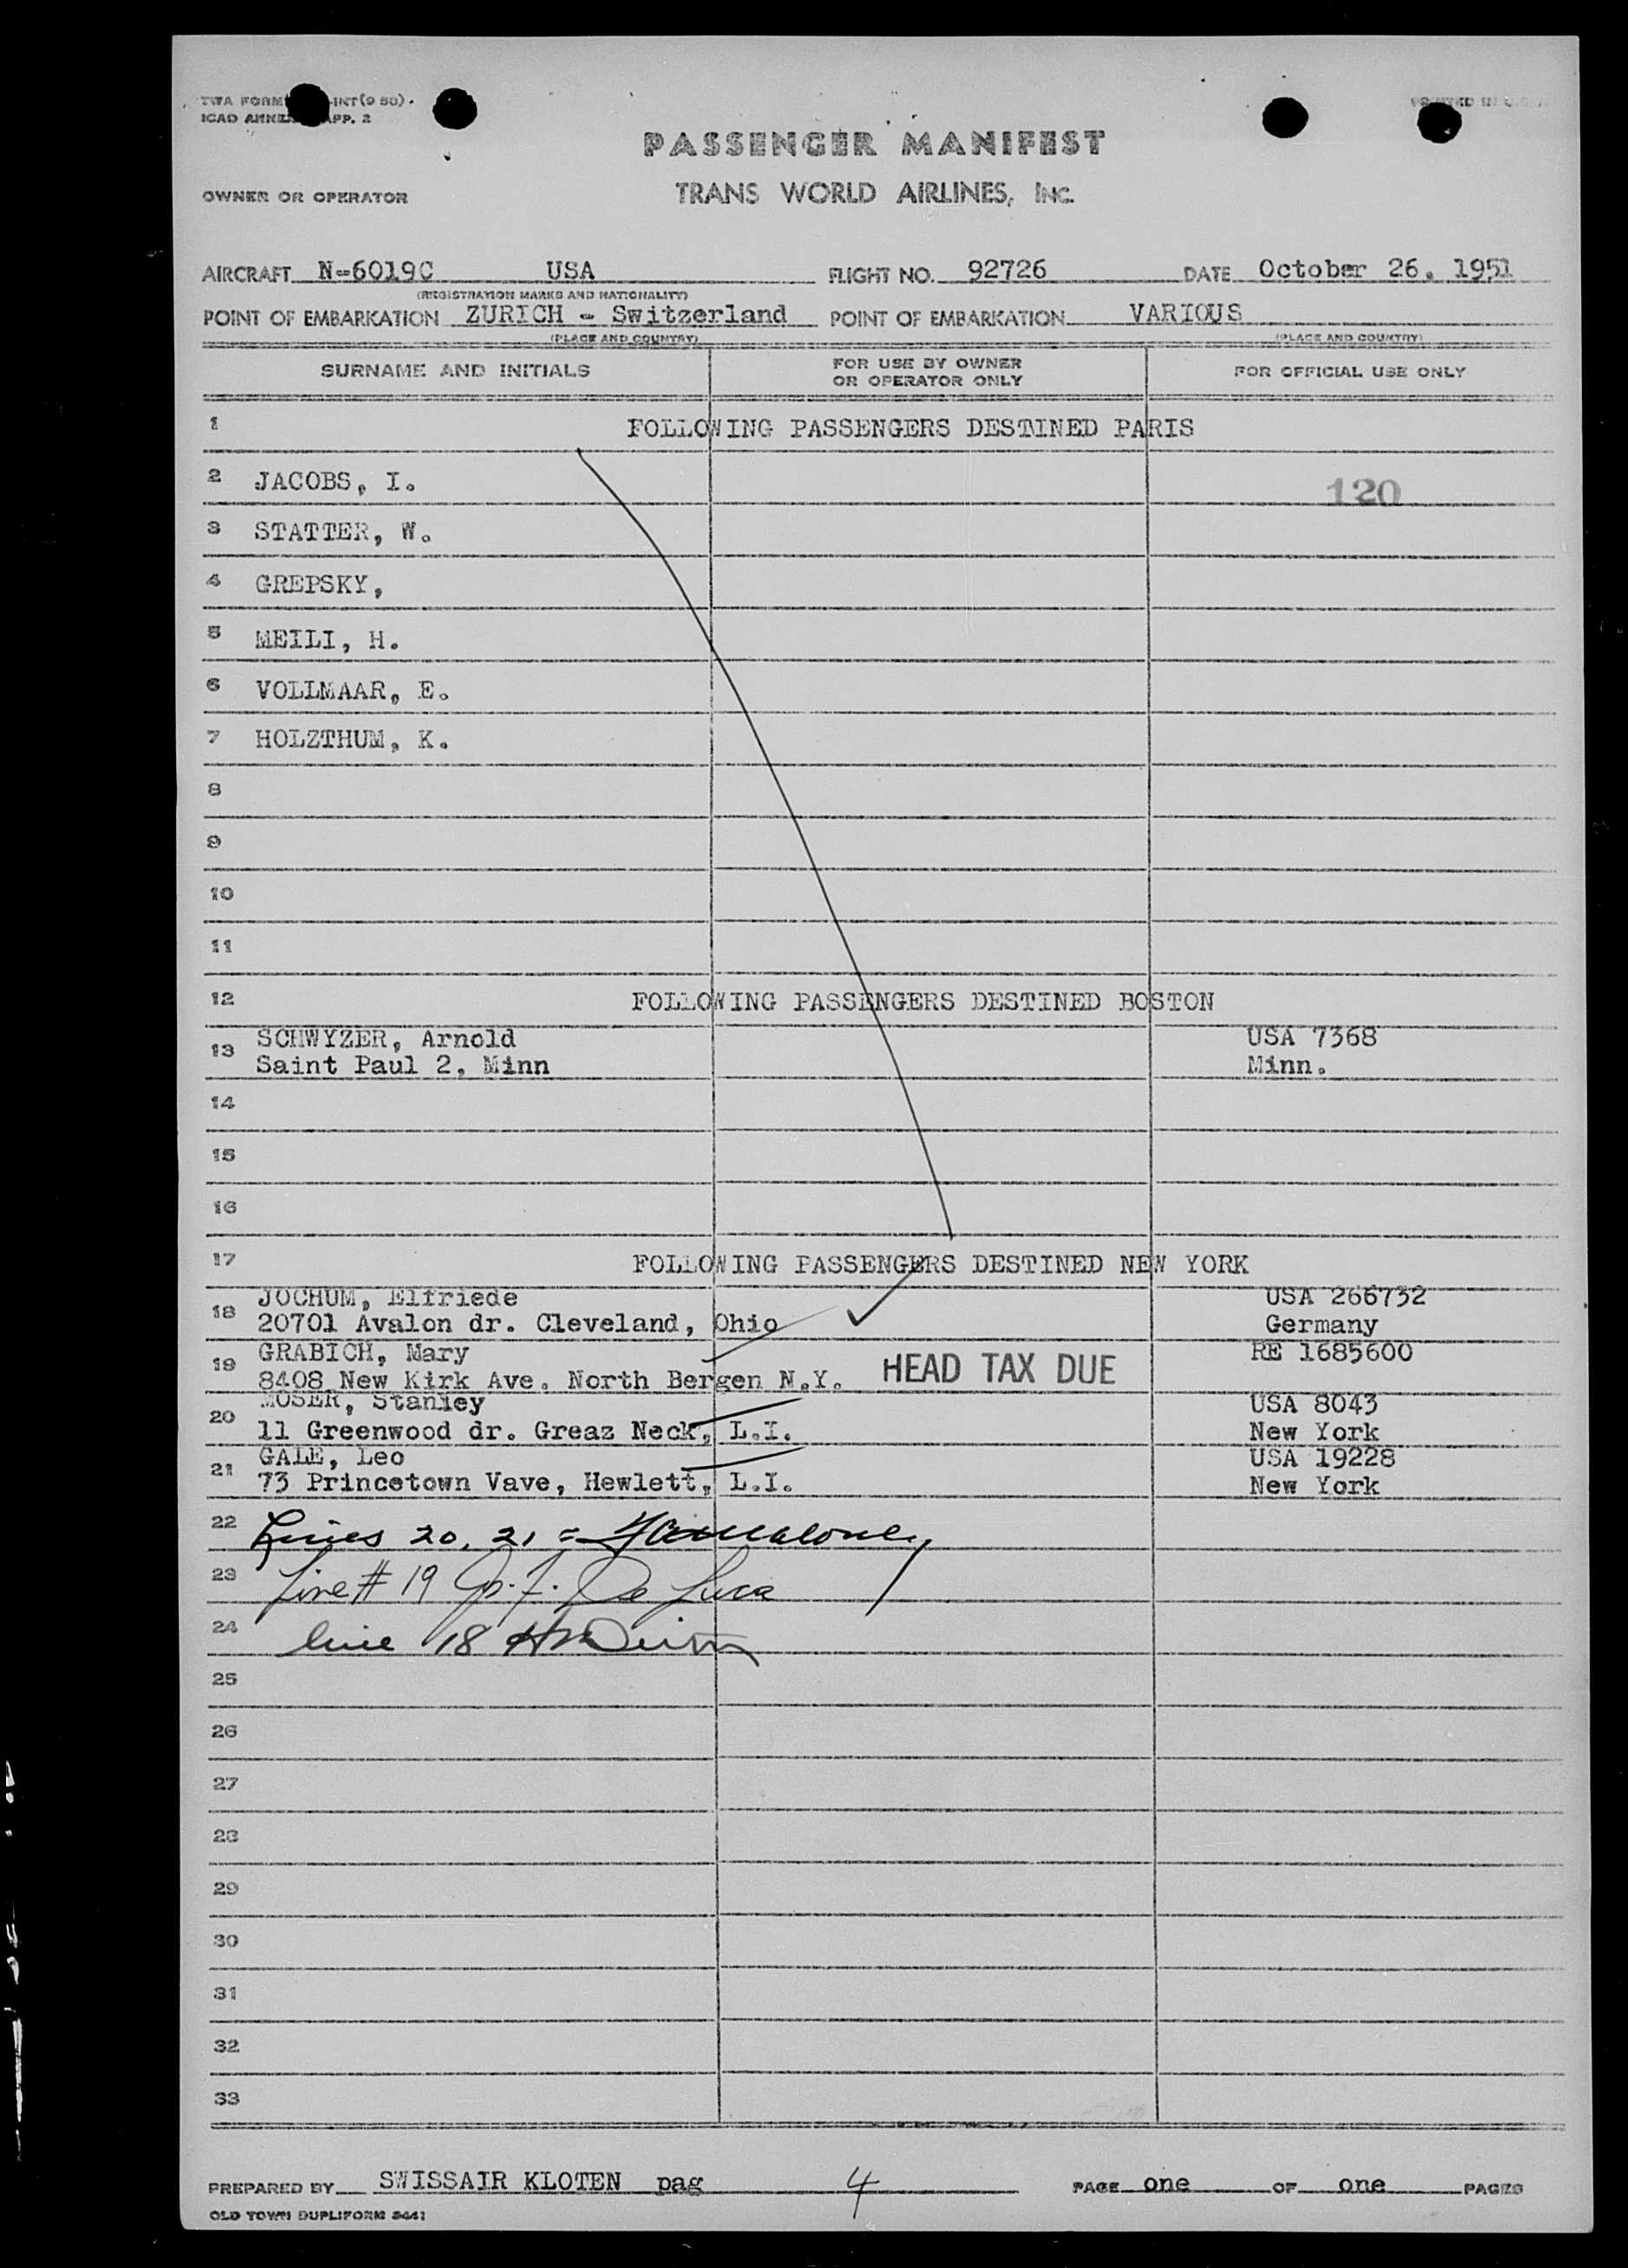 PASSENGER MANIFEST
OWNER OR OPERATOR TRANS WORLD AIRLINES, INC.
AIRCRAFT N-6019C USA FLIGHT NO. 92726 DATE October 26, 1951
(REGISTRATION MARKS AND NATIONALITY)
POINT OF EMBARKATION ZURICH - Switzerland POINT OF EMBARKATION VARIOUS
(PLACE AND COUNTRY) (PLACE AND COUNTRY)
SURNAME AND INITIALS FOR USE BY OWNER OR OPERATOR ONLY FOR OFFICIAL USE ONLY
1 FOLLOWING PASSENGERS DESTINED PARIS
2 JACOBS, I. 120
3 STATTER, W.
4 GREPSKY,
5 MEILI, H.
6 VOLLMAAR, E.
7 HOLZTHUM, K.
8
9
10
11
12 FOLLOWING PASSENGERS DESTINED BOSTON
13 SCHWYZER, Arnold USA 7368
Saint Paul 2, Minn Minn.
14
15
16
17 FOLLOWING PASSENGERS DESTINED NEW YORK
18 JOCHUM, Elfriede USA 266732
20701 Avalon dr. Cleveland, Ohio Germany
19 GRABICH, Mary RE 1685600
8408 New Kirk Ave. North Bergen N.Y. HEAD TAX DUE
20 MOSER, Stanley USA 8043
11 Greenwood dr. Greaz Neck, L.I. New York
21 GALE, Leo USA 19228
73 Princetown Vave, Hewlett, L.I. New York
22 Lines 20, 21 =
23 Line # 19 De Luca
24 line 18
25
26
27
28
29
30
31
32
33
PREPARED BY SWISSAIR KLOTEN pag 4 PAGE one OF one PAGES
OLD TOWN DUPLIFORM 5441